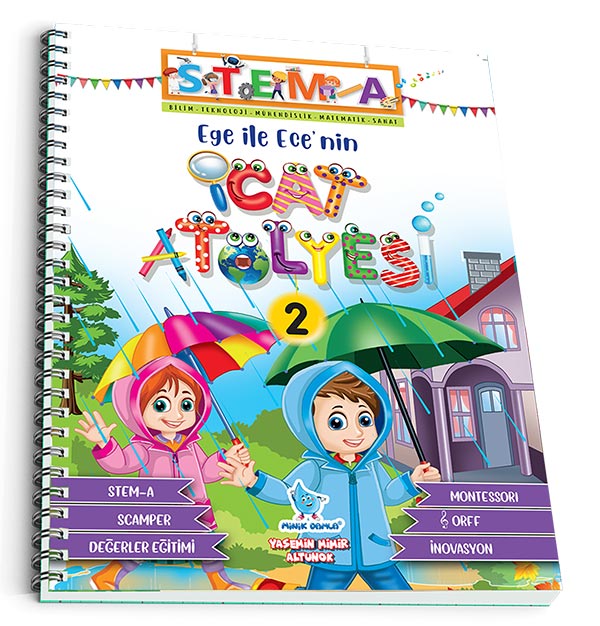 STEM-A
BİLİM - TEKNOLOJİ - MÜHENDİSLİK - MATEMATİK - SANAT
Ege ile Ece'nin
İCAT
ATÖLYESİ
2
STEM-A
SCAMPER
DEĞERLER EĞİTİMİ
MİNİK DAMLA
YASEMİN MİMİR
ALTUNOK
MONTESSORI
ORFF
İNOVASYON